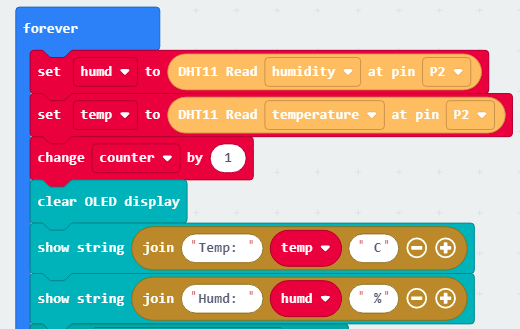 forever
set humd to DHT11 Read humidity at pin P2
set temp to DHT11 Read temperature at pin P2
change counter by 1
clear OLED display
show string join "Temp: " temp " C"
show string join "Humd: " humd " %"